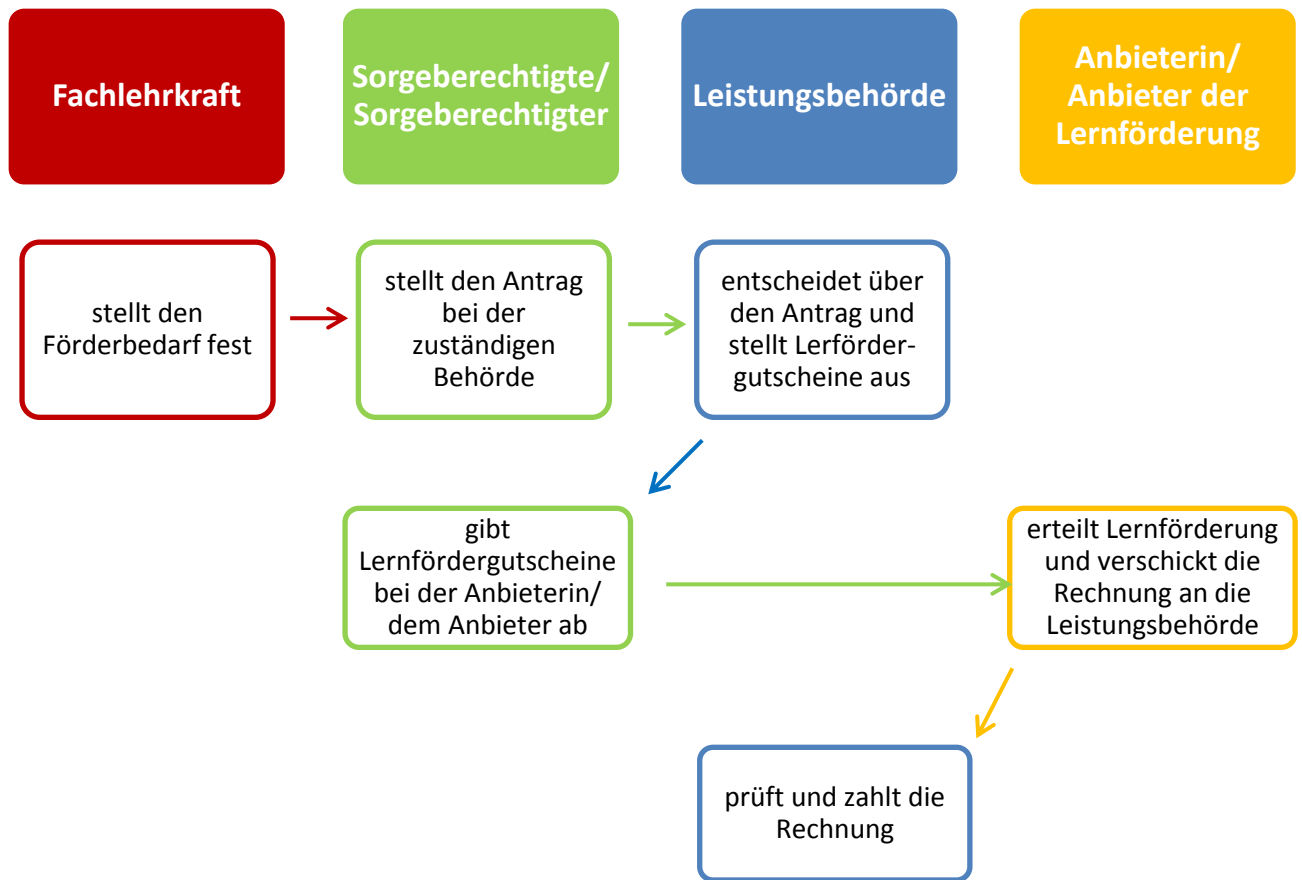 Fachlehrkraft
Sorgeberechtigte/
Sorgeberechtigter
Leistungsbehörde
Anbieterin/
Anbieter der
Lernförderung
stellt den
Förderbedarf fest
stellt den Antrag
bei der
zuständigen
Behörde
entscheidet über
den Antrag und
stellt Lerförder-
gutscheine aus
gibt
Lernfördergutscheine
bei der Anbieterin/
dem Anbieter ab
erteilt Lernförderung
und verschickt die
Rechnung an die
Leistungsbehörde
prüft und zahlt die
Rechnung